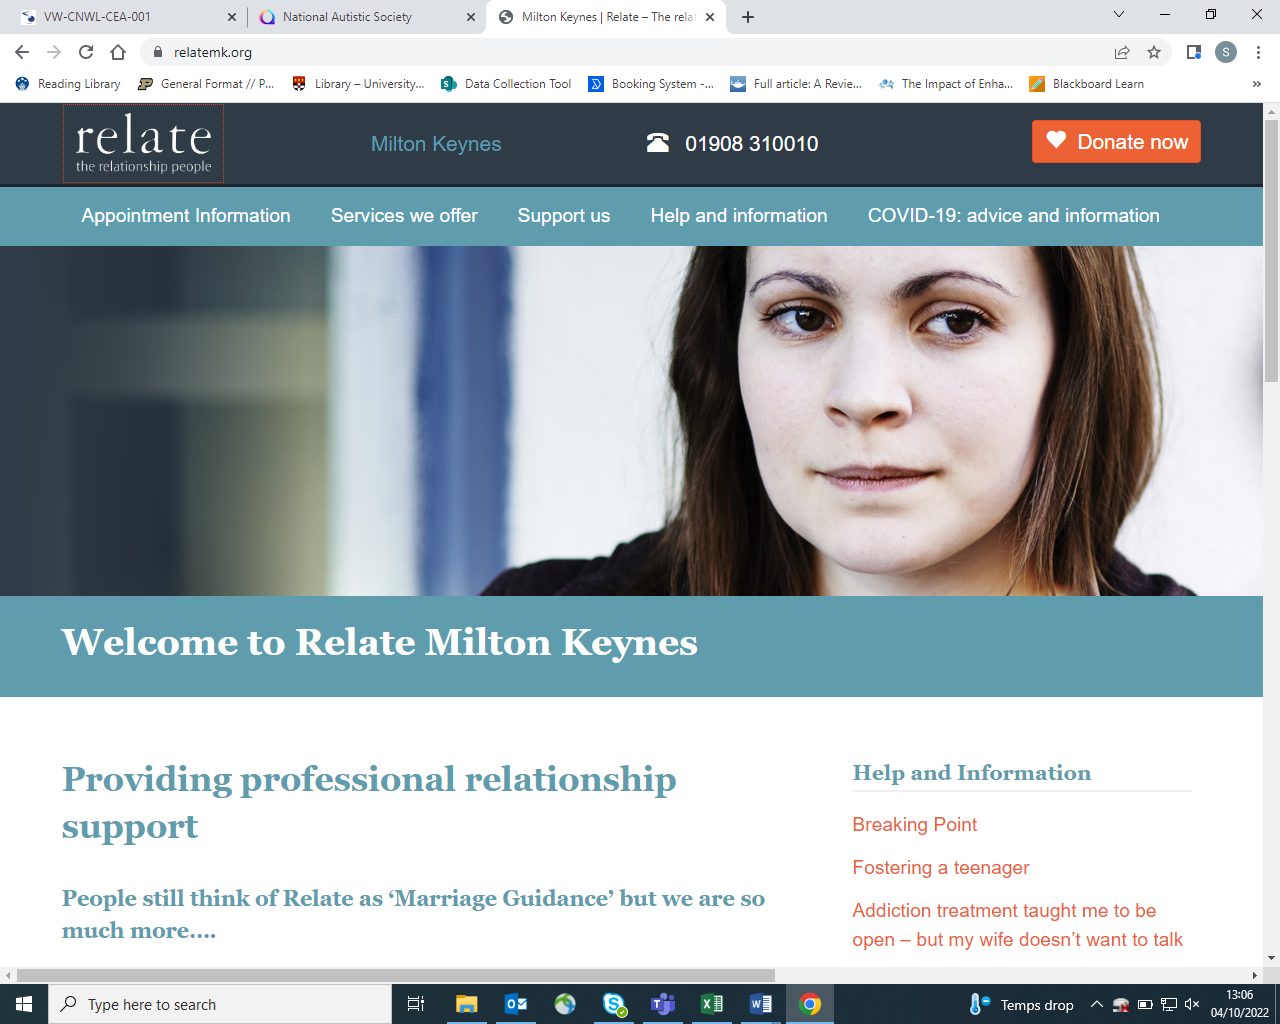 VW-CNWL-CEA-001
National Autistic Society
Milton Keynes | Relate – The rela
relatemk.org
S
Reading Library
General Format // P...
Library – University...
Data Collection Tool
Booking System -...
Full article: A Revie...
The Impact of Enha...
Blackboard Learn
»
relate
the relationship people
Milton Keynes
01908 310010
Donate now
Appointment Information
Services we offer
Support us
Help and information
COVID-19: advice and information
Welcome to Relate Milton Keynes
Providing professional relationship
support
People still think of Relate as ‘Marriage Guidance’ but we are so
much more....
Help and Information
Breaking Point
Fostering a teenager
Addiction treatment taught me to be
open – but my wife doesn’t want to talk
Type here to search
Temps drop
13:06
04/10/2022